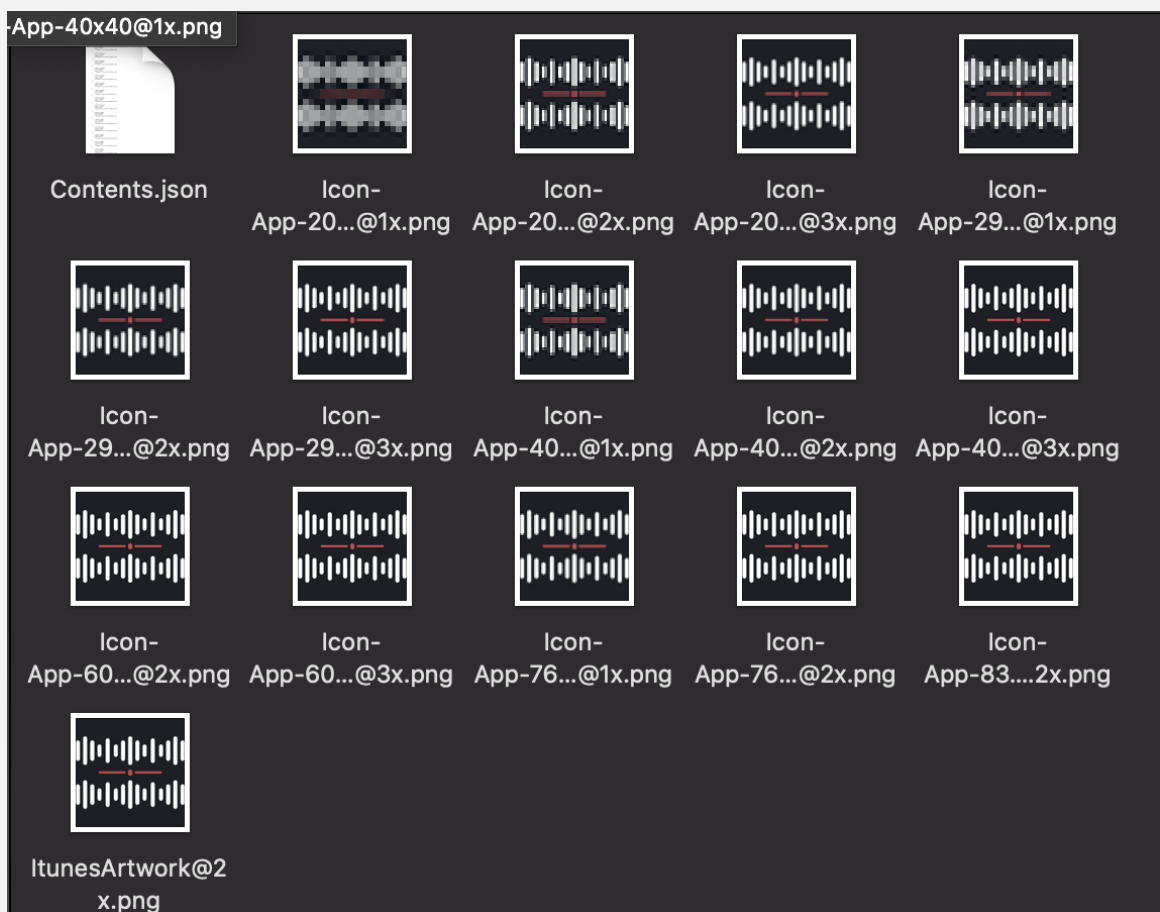 -App-40x40@1x.png
Contents.json
Icon-
App-20...@1x.png
Icon-
App-20...@2x.png
Icon-
App-20...@3x.png
Icon-
App-29...@1x.png
Icon-
App-29...@2x.png
Icon-
App-29...@3x.png
Icon-
App-40...@1x.png
Icon-
App-40...@2x.png
Icon-
App-40...@3x.png
Icon-
App-60...@2x.png
Icon-
App-60...@3x.png
Icon-
App-76...@1x.png
Icon-
App-76...@2x.png
Icon-
App-83....2x.png
ItunesArtwork@2
x.png